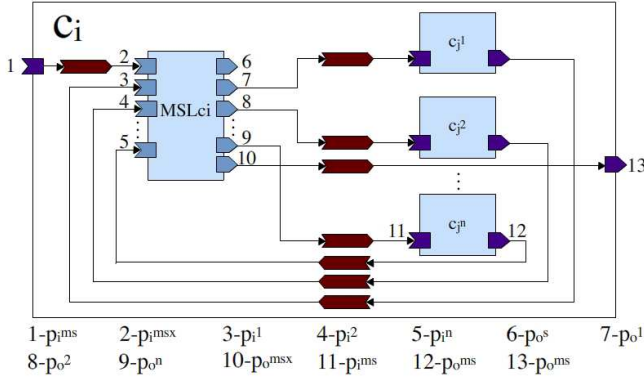 cᵢ
cⱼ¹
1
2
6
3
7
4
MSLci
8
cⱼ²
5
9
10
13
11
cⱼⁿ
12
1-pᵢᵐˢ 2-pᵢᵐˢˣ 3-pᵢ¹ 4-pᵢ² 5-pᵢⁿ 6-pₒˢ 7-pₒ¹
8-pₒ² 9-pₒⁿ 10-pₒᵐˢˣ 11-pᵢᵐˢ 12-pₒᵐˢ 13-pₒᵐˢ